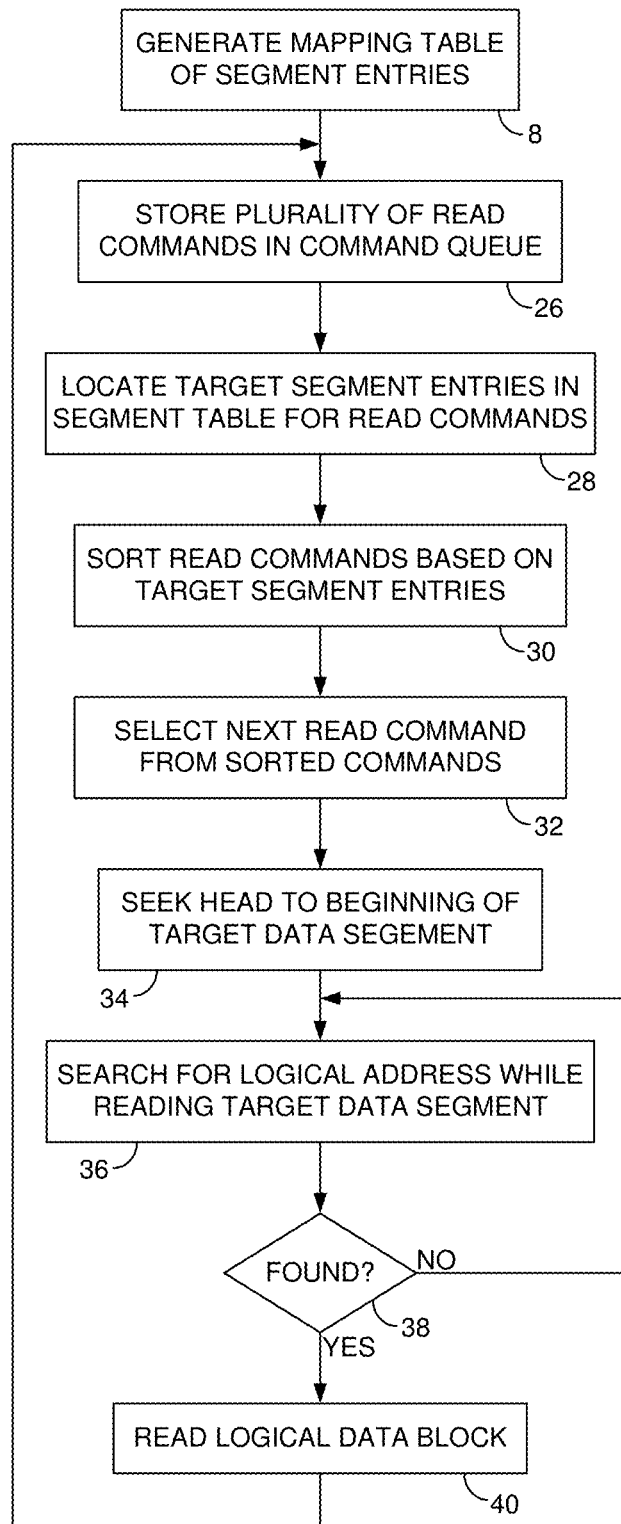 GENERATE MAPPING TABLE
OF SEGMENT ENTRIES
8
STORE PLURALITY OF READ
COMMANDS IN COMMAND QUEUE
26
LOCATE TARGET SEGMENT ENTRIES IN
SEGMENT TABLE FOR READ COMMANDS
28
SORT READ COMMANDS BASED ON
TARGET SEGMENT ENTRIES
30
SELECT NEXT READ COMMAND
FROM SORTED COMMANDS
32
SEEK HEAD TO BEGINNING OF
TARGET DATA SEGEMENT
34
SEARCH FOR LOGICAL ADDRESS WHILE
READING TARGET DATA SEGMENT
36
FOUND?
NO
38
YES
READ LOGICAL DATA BLOCK
40